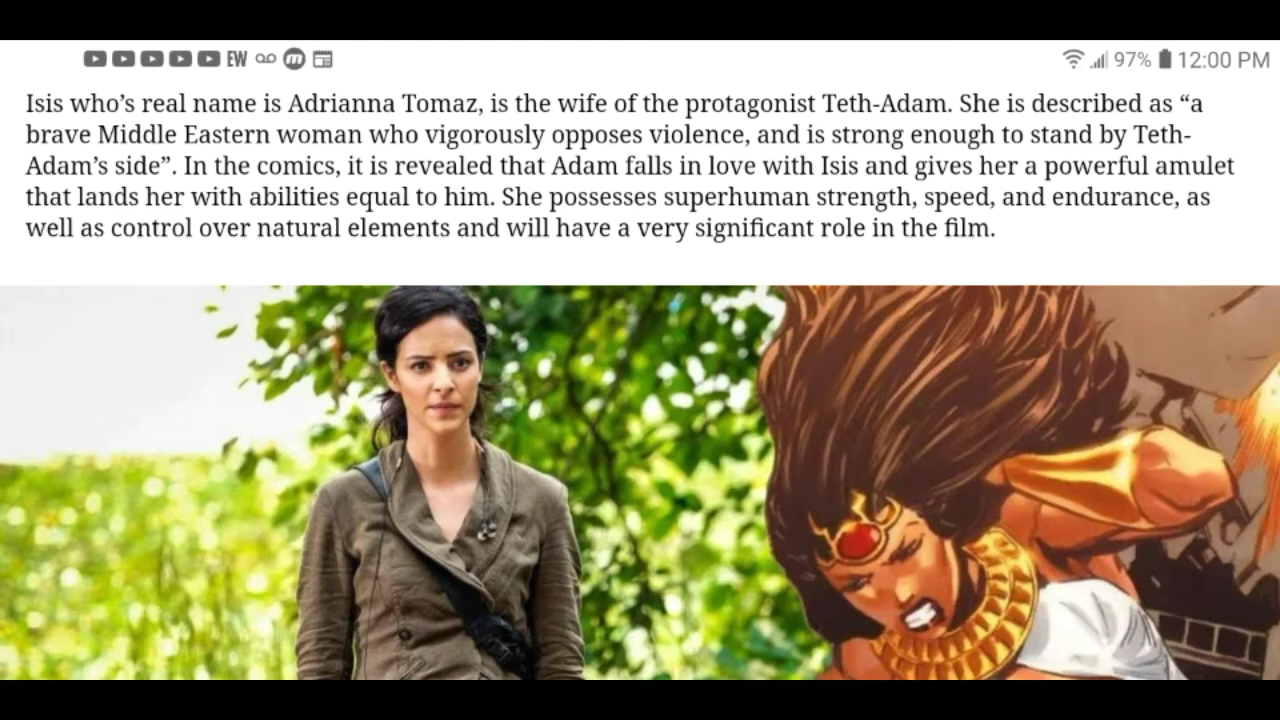 EW 97% 12:00 PM
Isis who’s real name is Adrianna Tomaz, is the wife of the protagonist Teth-Adam. She is described as “a
brave Middle Eastern woman who vigorously opposes violence, and is strong enough to stand by Teth-
Adam’s side”. In the comics, it is revealed that Adam falls in love with Isis and gives her a powerful amulet
that lands her with abilities equal to him. She possesses superhuman strength, speed, and endurance, as
well as control over natural elements and will have a very significant role in the film.